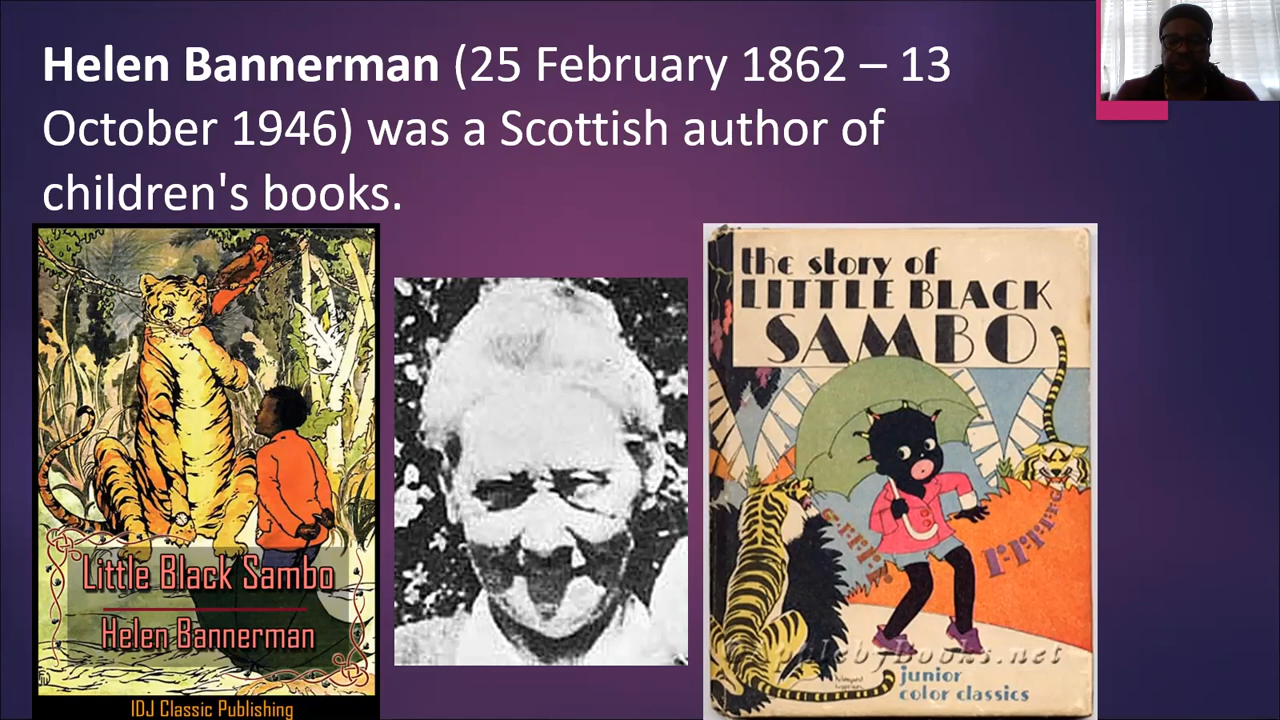 Helen Bannerman (25 February 1862 – 13
October 1946) was a Scottish author of
children's books.
Little Black Sambo
Helen Bannerman
IDJ Classic Publishing
the story of
LITTLE BLACK
SAMBO
junior
color classics